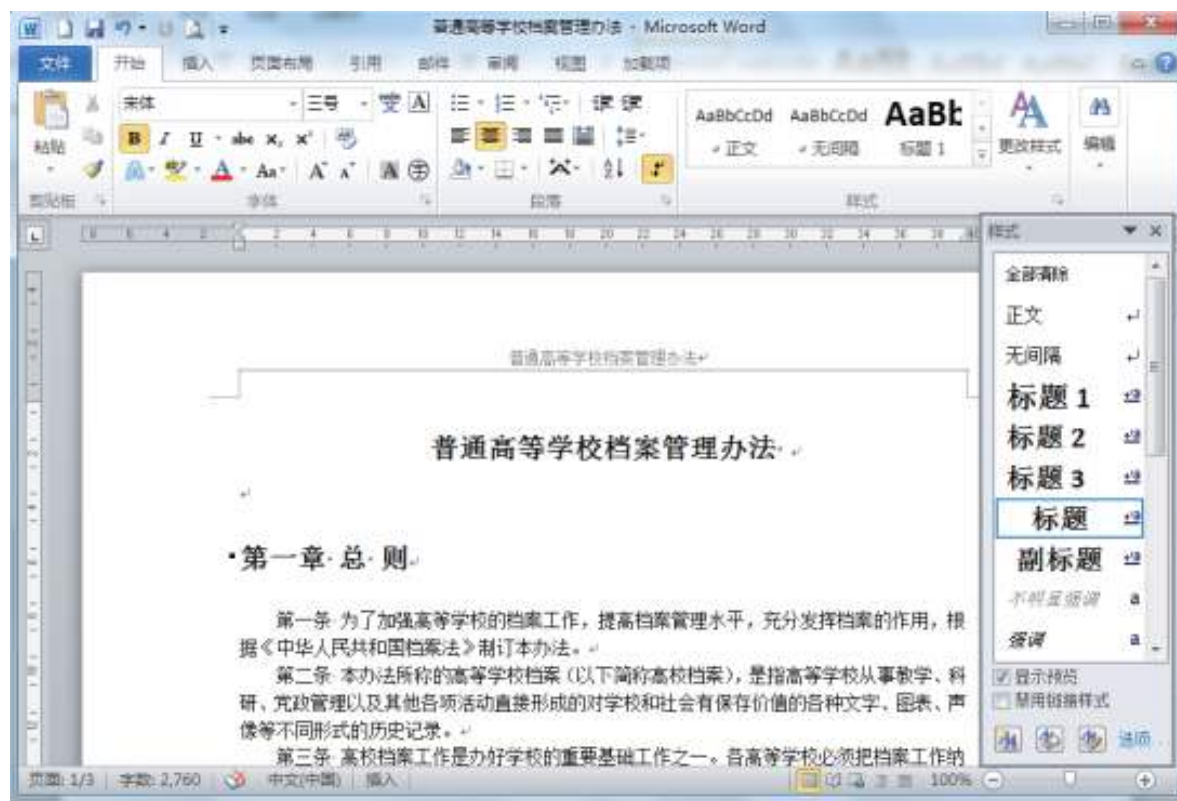 普通高等学校档案管理办法 - Microsoft Word
文件 开始 插入 页面布局 引用 邮件 审阅 视图 加载项
宋体 三号
粘贴
B I U abc x₂ x² A
Aa A A
AaBbCcDd AaBbCcDd AaBb
正文 无间隔 标题 1
更改样式 编辑
剪贴板 字体 段落 样式
样式
全部清除
正文
无间隔
标题 1
标题 2
标题 3
标题
副标题
不明显强调
强调
显示预览
禁用链接样式
选项...
普通高等学校档案管理办法
普通高等学校档案管理办法
第一章 总 则
第一条 为了加强高等学校的档案工作，提高档案管理水平，充分发挥档案的作用，根
据《中华人民共和国档案法》制订本办法。
第二条 本办法所称的高等学校档案（以下简称高校档案），是指高等学校从事教学、科
研、党政管理以及其他各项活动直接形成的对学校和社会有保存价值的各种文字、图表、声
像等不同形式的历史记录。
第三条 高校档案工作是办好学校的重要基础工作之一。各高等学校必须把档案工作纳
页面: 1/3 字数: 2,760 中文(中国) 插入 100%